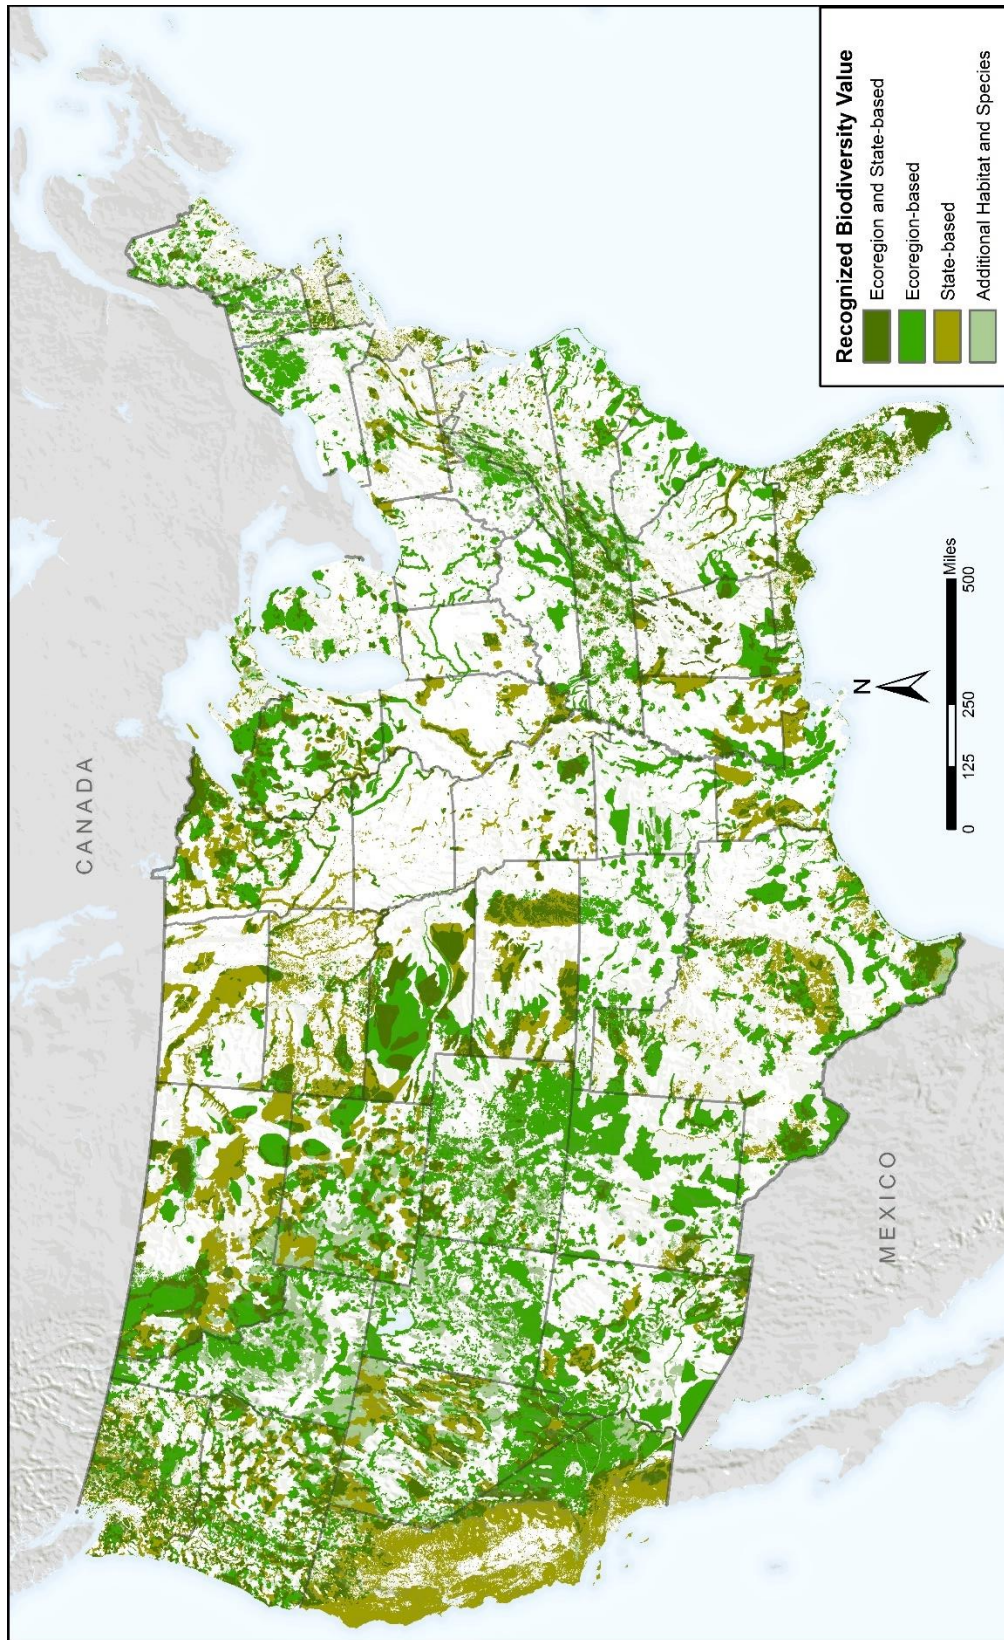 CANADA
MEXICO
N
0 125 250 500
Miles
Recognized Biodiversity Value
Ecoregion and State-based
Ecoregion-based
State-based
Additional Habitat and Species